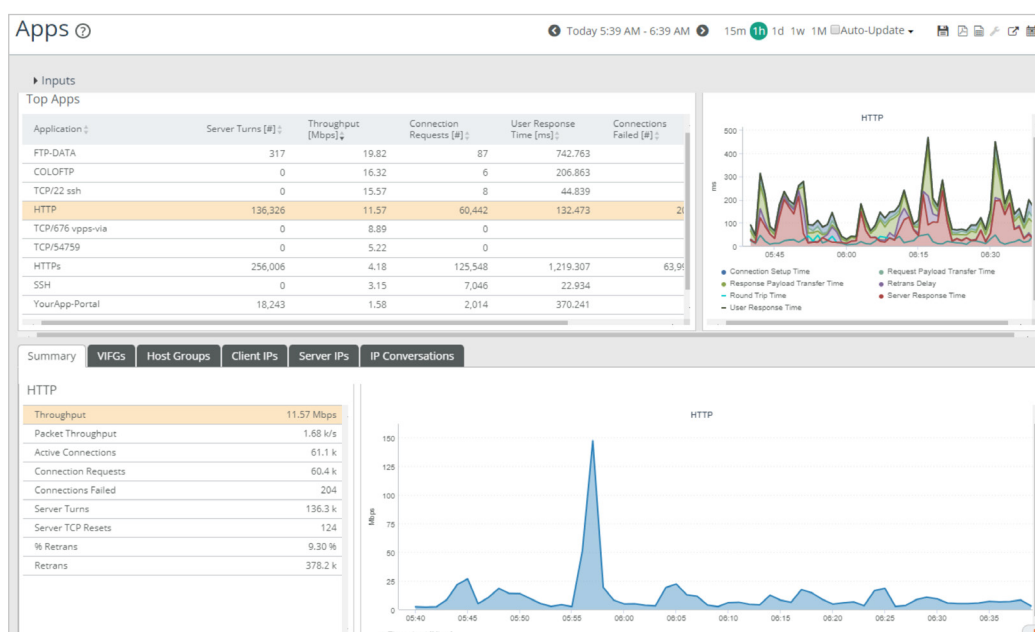 Apps ?
Today 5:39 AM - 6:39 AM 15m 1h 1d 1w 1M Auto-Update
Inputs
Top Apps
Application Server Turns [#] Throughput [Mbps] Connection Requests [#] User Response Time [ms] Connections Failed [#]
FTP-DATA 317 19.82 87 742.763
COLOFTP 0 16.32 6 206.863
TCP/22 ssh 0 15.57 8 44.839
HTTP 136,326 11.57 60,442 132.473
TCP/676 vpps-via 0 8.89 0
TCP/54759 0 5.22 0
HTTPs 256,006 4.18 125,548 1,219.307
SSH 0 3.15 7,046 22.934
YourApp-Portal 18,243 1.58 2,014 370.241
HTTP
500
400
300
200
100
0
ms
05:45 06:00 06:15 06:30
Connection Setup Time Request Payload Transfer Time
Response Payload Transfer Time Retrans Delay
Round Trip Time Server Response Time
User Response Time
Summary VIFGs Host Groups Client IPs Server IPs IP Conversations
HTTP
Throughput 11.57 Mbps
Packet Throughput 1.68 k/s
Active Connections 61.1 k
Connection Requests 60.4 k
Connections Failed 204
Server Turns 136.3 k
Server TCP Resets 124
% Retrans 9.30 %
Retrans 378.2 k
HTTP
150
125
100
75
50
25
0
Mbps
05:40 05:45 05:50 05:55 06:00 06:05 06:10 06:15 06:20 06:25 06:30 06:35